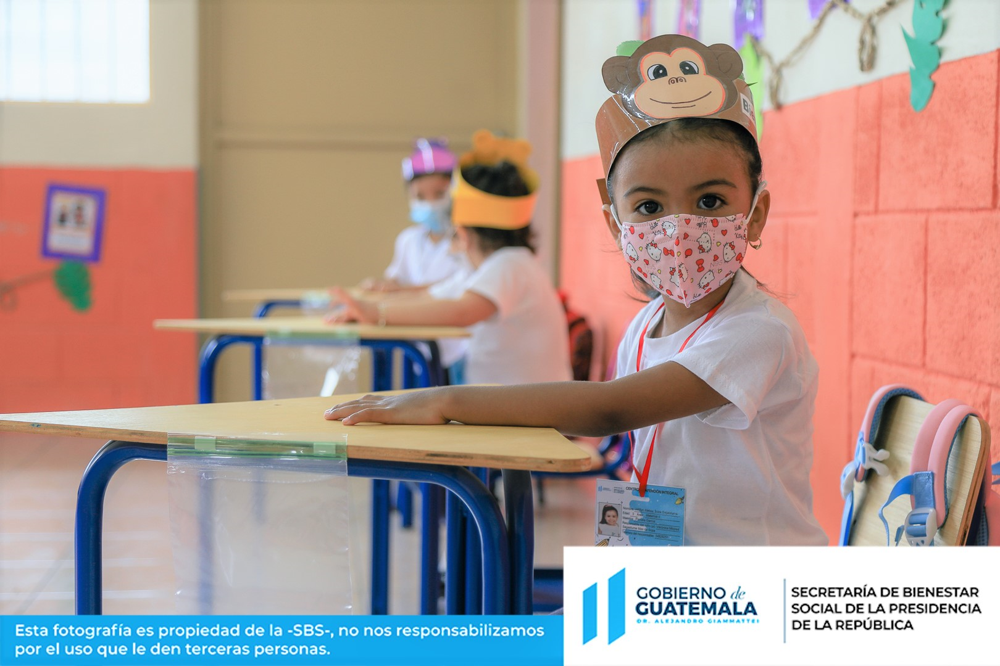 Hello Kitty
CENTRO DE ATENCIÓN INTEGRAL
Esta fotografía es propiedad de la -SBS-, no nos responsabilizamos
por el uso que le den terceras personas.
GOBIERNO de
GUATEMALA
DR. ALEJANDRO GIAMMATTEI
SECRETARÍA DE BIENESTAR
SOCIAL DE LA PRESIDENCIA
DE LA REPÚBLICA